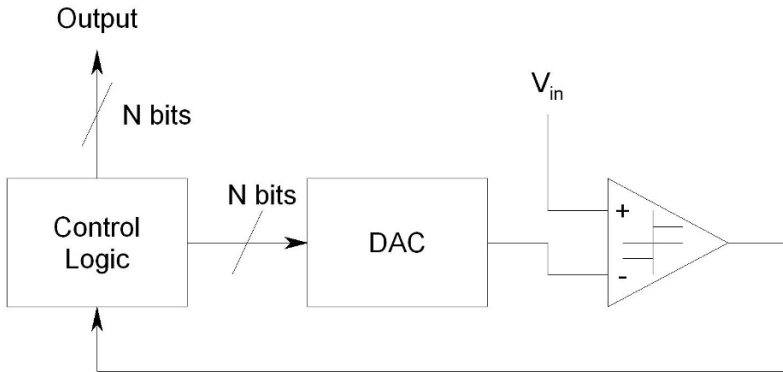 Output
N bits
V_in
N bits
Control
Logic
DAC
+
-